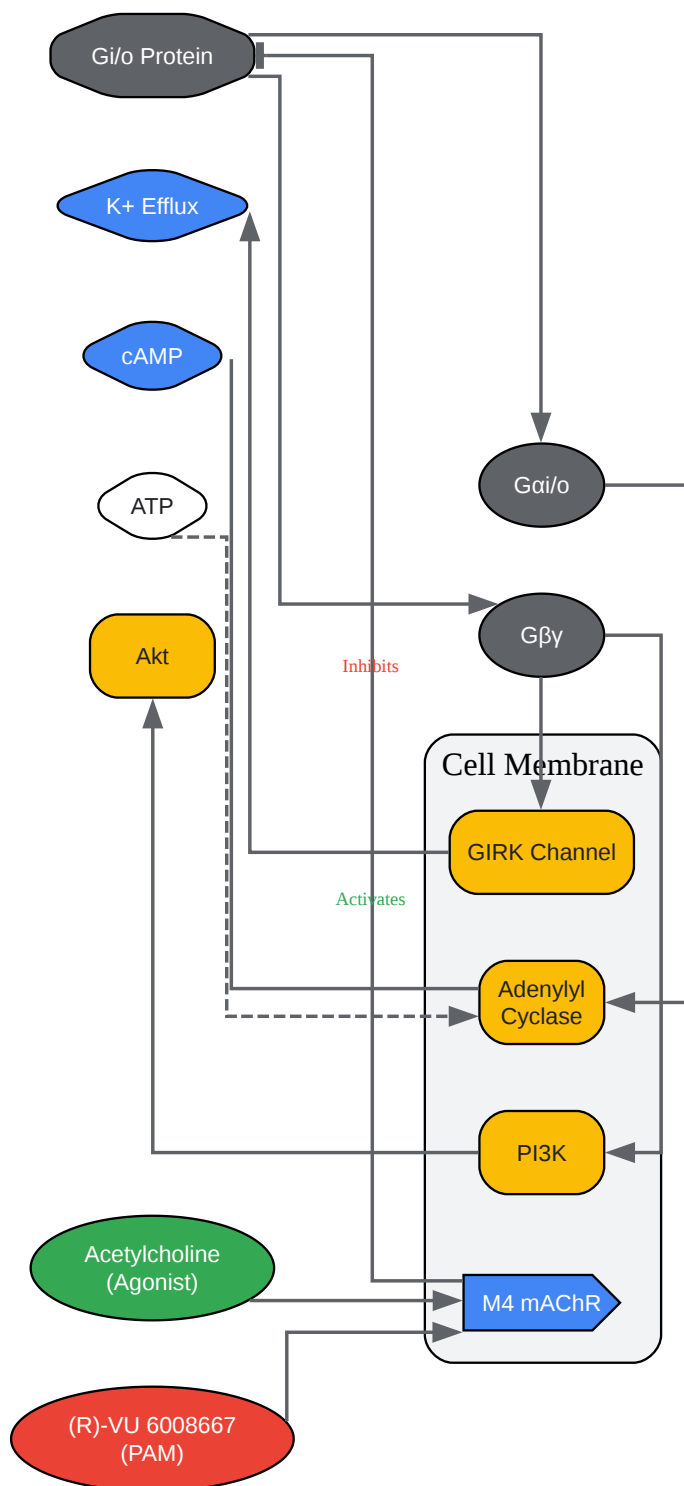 Gi/o Protein
K+ Efflux
cAMP
ATP
Gαi/o
Akt
Gβγ
Inhibits
Cell Membrane
GIRK Channel
Activates
Adenylyl
Cyclase
PI3K
Acetylcholine
(Agonist)
M4 mAChR
(R)-VU 6008667
(PAM)